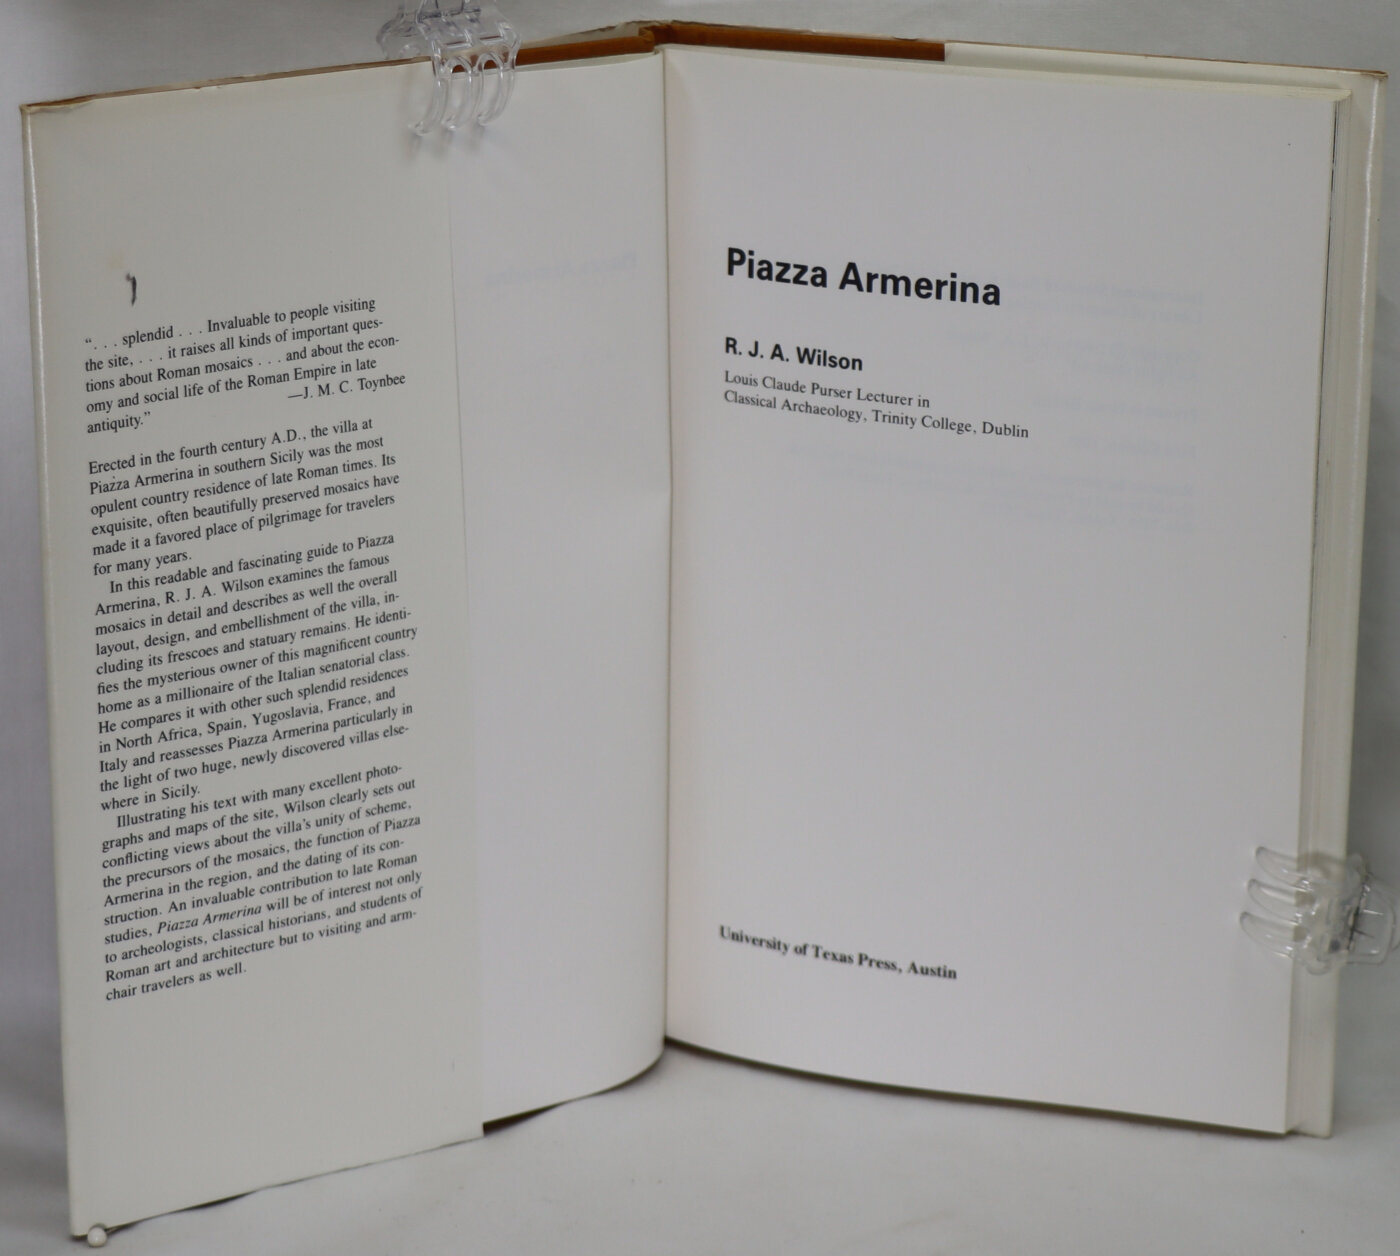 “. . . splendid . . . Invaluable to people visiting
the site, . . . it raises all kinds of important ques-
tions about Roman mosaics . . . and about the econ-
omy and social life of the Roman Empire in late
antiquity.”
—J. M. C. Toynbee
Erected in the fourth century A.D., the villa at
Piazza Armerina in southern Sicily was the most
opulent country residence of late Roman times. Its
exquisite, often beautifully preserved mosaics have
made it a favored place of pilgrimage for travelers
for many years.
In this readable and fascinating guide to Piazza
Armerina, R. J. A. Wilson examines the famous
mosaics in detail and describes as well the overall
layout, design, and embellishment of the villa, in-
cluding its frescoes and statuary remains. He identi-
fies the mysterious owner of this magnificent country
home as a millionaire of the Italian senatorial class.
He compares it with other such splendid residences
in North Africa, Spain, Yugoslavia, France, and
Italy and reassesses Piazza Armerina particularly in
the light of two huge, newly discovered villas else-
where in Sicily.
Illustrating his text with many excellent photo-
graphs and maps of the site, Wilson clearly sets out
conflicting views about the villa’s unity of scheme,
the precursors of the mosaics, the function of Piazza
Armerina in the region, and the dating of its con-
struction. An invaluable contribution to late Roman
studies, Piazza Armerina will be of interest not only
to archeologists, classical historians, and students of
Roman art and architecture but to visiting and arm-
chair travelers as well.
Piazza Armerina
R. J. A. Wilson
Louis Claude Purser Lecturer in
Classical Archaeology, Trinity College, Dublin
University of Texas Press, Austin